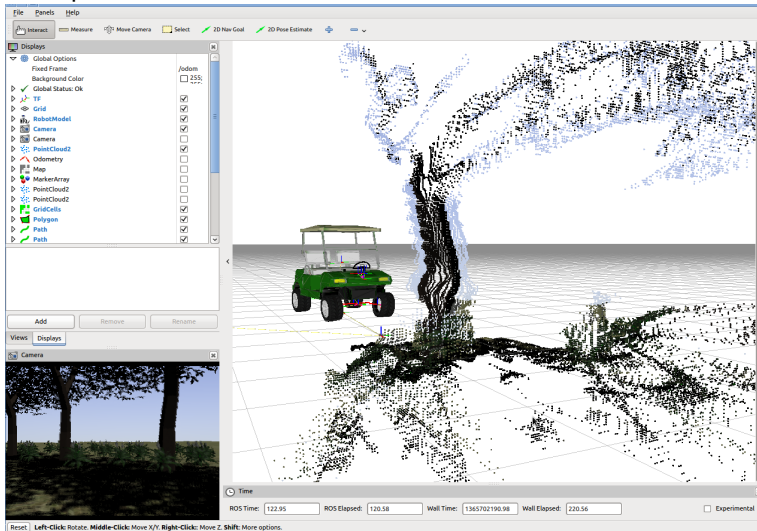 File Panels Help
Interact Measure Move Camera Select 2D Nav Goal 2D Pose Estimate
Displays
Global Options
Fixed Frame /odom
Background Color 255;
Global Status: Ok
TF
Grid
RobotModel
Camera
Camera
PointCloud2
Odometry
Map
MarkerArray
PointCloud2
PointCloud2
GridCells
Polygon
Path
Path
Add Remove Rename
Views Displays
Camera
Time
ROS Time: 122.95 ROS Elapsed: 120.58 Wall Time: 1365702190.98 Wall Elapsed: 220.56 Experimental
Reset Left-Click: Rotate. Middle-Click: Move X/Y. Right-Click: Move Z. Shift: More options.